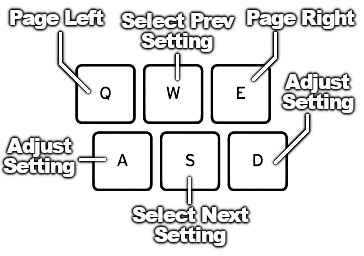 Page Left
Select Prev
Setting
Page Right
Q
W
E
Adjust
Setting
Adjust
Setting
A
S
D
Select Next
Setting